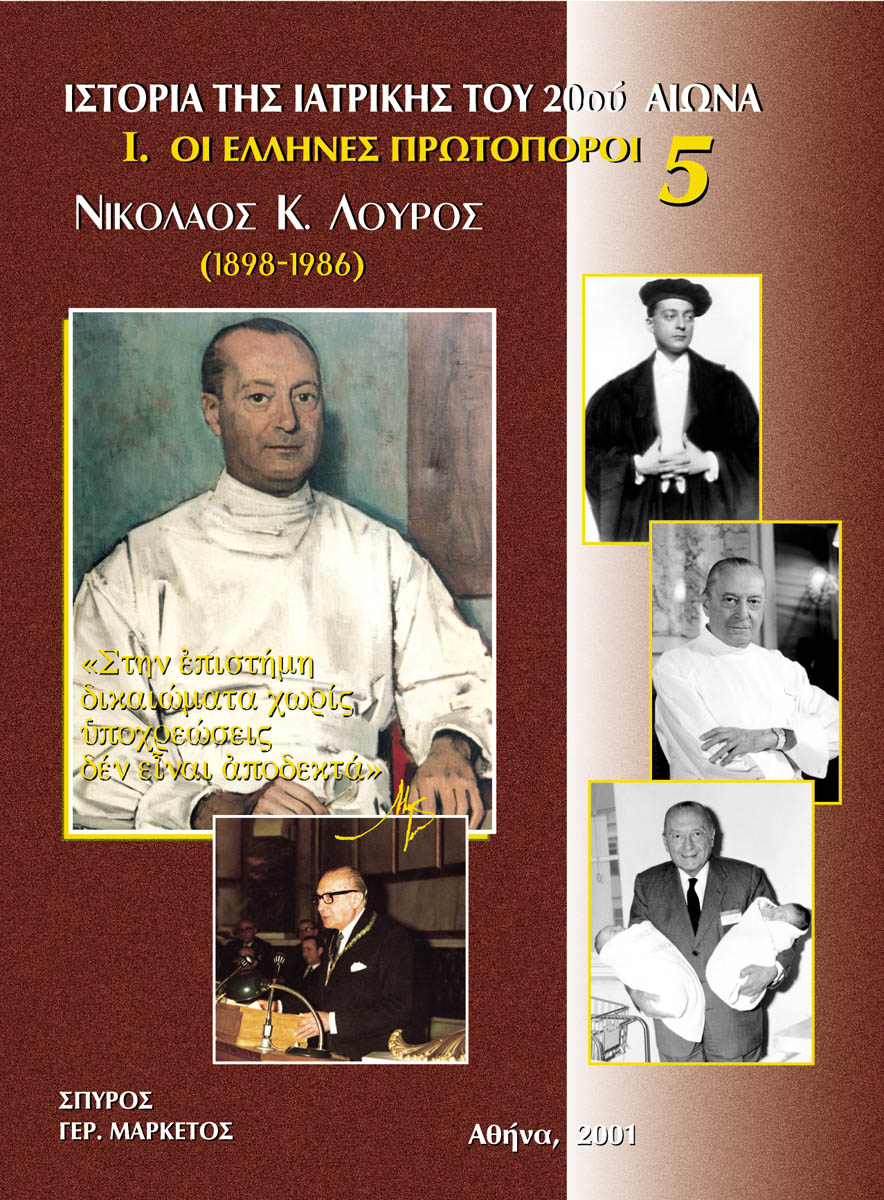 ΙΣΤΟΡΙΑ ΤΗΣ ΙΑΤΡΙΚΗΣ ΤΟΥ 20ού ΑΙΩΝΑ
Ι. ΟΙ ΕΛΛΗΝΕΣ ΠΡΩΤΟΠΟΡΟΙ 5
ΝΙΚΟΛΑΟΣ Κ. ΛΟΥΡΟΣ
(1898-1986)
«Στην ἐπιστήμη
δικαιώματα χωρίς
ὑποχρεώσεις
δέν εἶναι ἀποδεκτά»
ΣΠΥΡΟΣ
ΓΕΡ. ΜΑΡΚΕΤΟΣ
Αθήνα, 2001